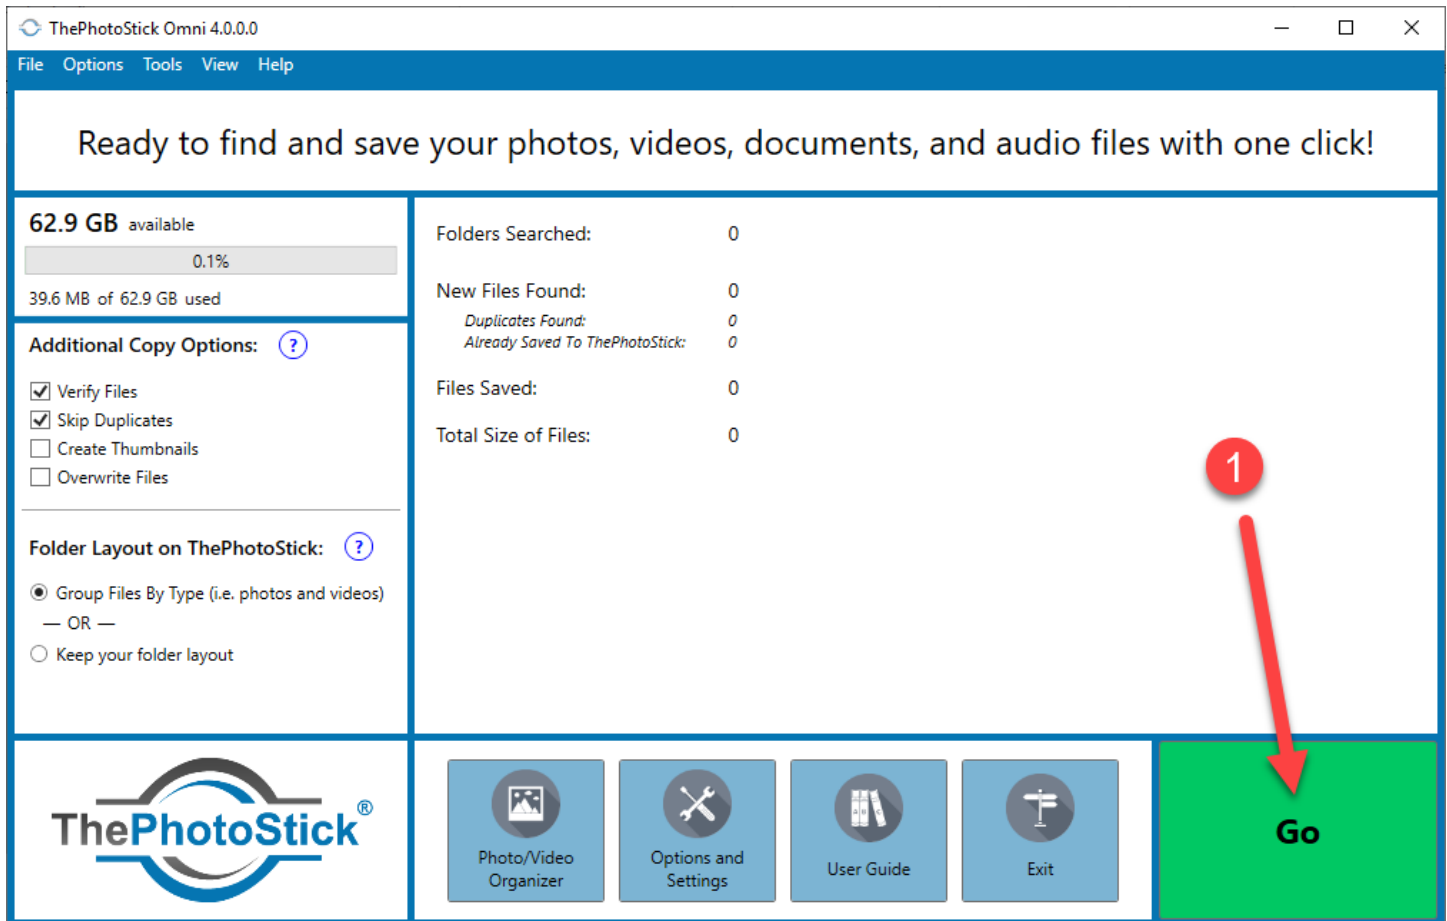 ThePhotoStick Omni 4.0.0.0
File Options Tools View Help
Ready to find and save your photos, videos, documents, and audio files with one click!
62.9 GB available
0.1%
39.6 MB of 62.9 GB used
Additional Copy Options: ?
Verify Files
Skip Duplicates
Create Thumbnails
Overwrite Files
Folder Layout on ThePhotoStick: ?
Group Files By Type (i.e. photos and videos)
— OR —
Keep your folder layout
Folders Searched: 0
New Files Found: 0
Duplicates Found: 0
Already Saved To ThePhotoStick: 0
Files Saved: 0
Total Size of Files: 0
1
ThePhotoStick®
Photo/Video
Organizer
Options and
Settings
User Guide
Exit
Go